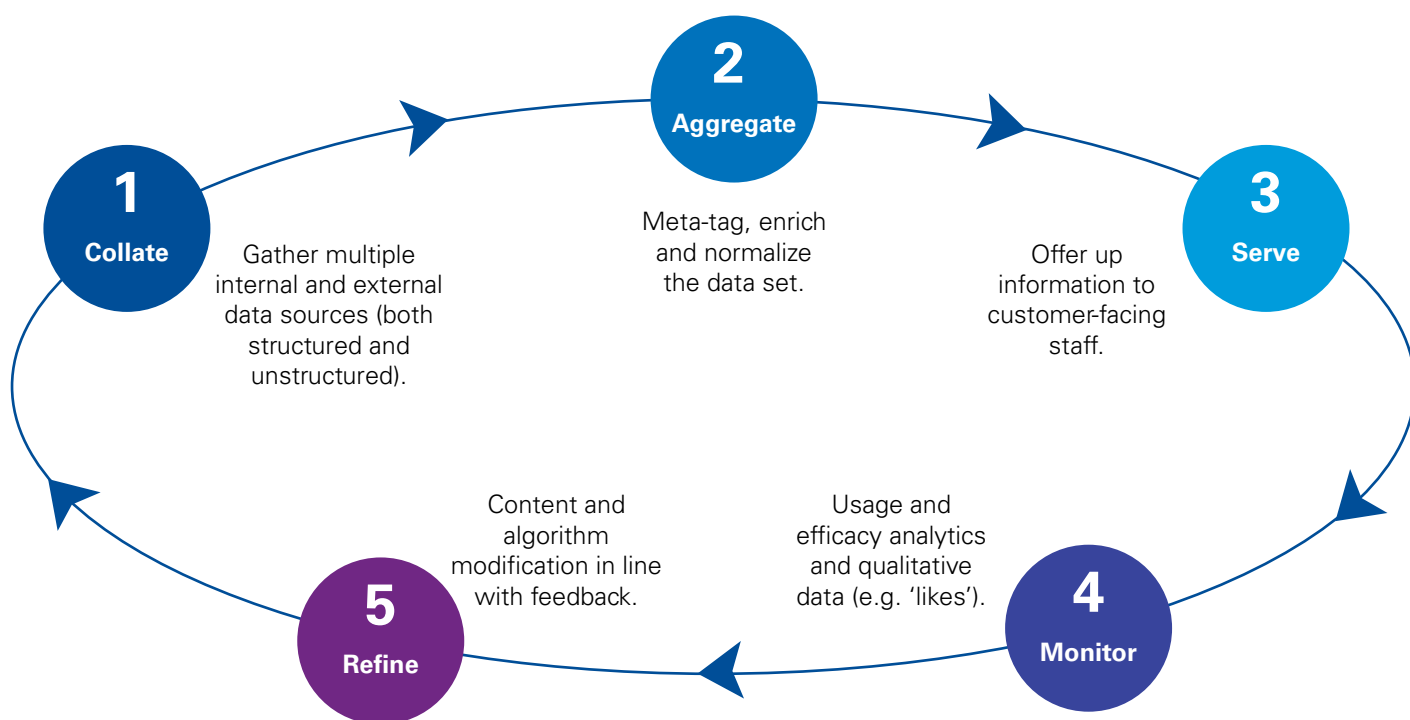 1
Collate
Gather multiple
internal and external
data sources (both
structured and
unstructured).
2
Aggregate
Meta-tag, enrich
and normalize
the data set.
3
Serve
Offer up
information to
customer-facing
staff.
4
Monitor
Usage and
efficacy analytics
and qualitative
data (e.g. ‘likes’).
5
Refine
Content and
algorithm
modification in line
with feedback.